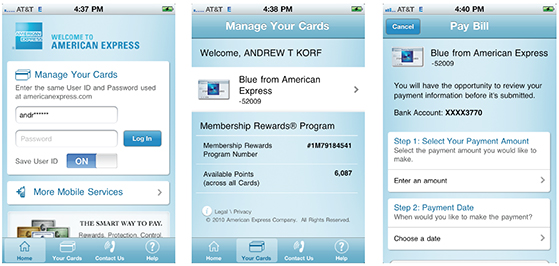 AT&T
4:37 PM
AMERICAN EXPRESS
WELCOME TO
AMERICAN EXPRESS
Manage Your Cards
Enter the same User ID and Password used
at americanexpress.com
andr******
Password
Log In
Save User ID
ON
More Mobile Services
THE SMART WAY TO PAY.
Rewards. Protection. Control.
Home
Your Cards
Contact Us
Help
AT&T
4:38 PM
Manage Your Cards
Welcome, ANDREW T KORF
Blue from American
Express
-52009
Membership Rewards® Program
Membership Rewards
Program Number
#1M79184541
Available Points
(across all Cards)
6,087
Legal \ Privacy
© 2010 American Express Company. All Rights Reserved.
Home
Your Cards
Contact Us
Help
AT&T
4:40 PM
Cancel
Pay Bill
Blue from American Express
-52009
You will have the opportunity to review your
payment information before it's submitted.
Bank Account: XXXX3770
Step 1: Select Your Payment Amount
Select the payment amount you would like to
make.
Enter an amount
Step 2: Payment Date
When would you like to make the payment?
Choose a date